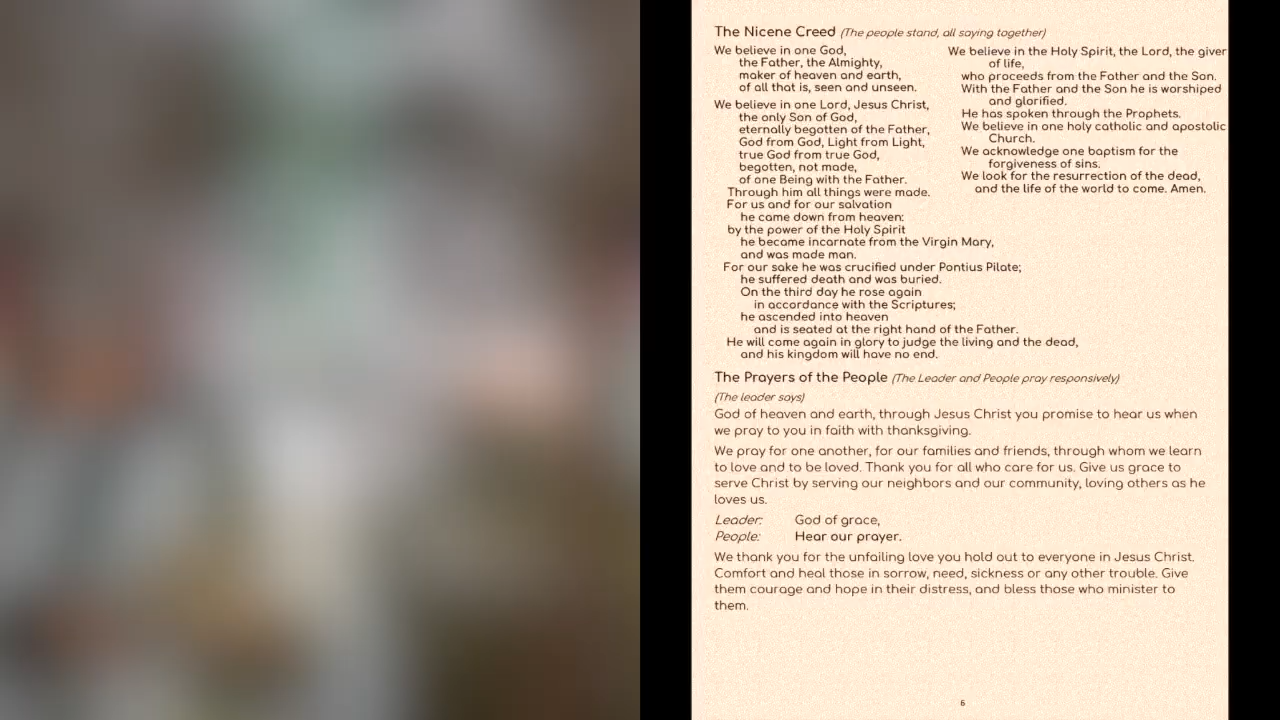 The Nicene Creed (The people stand, all saying together)
We believe in one God,
the Father, the Almighty,
maker of heaven and earth,
of all that is, seen and unseen.
We believe in one Lord, Jesus Christ,
the only Son of God,
eternally begotten of the Father,
God from God, Light from Light,
true God from true God,
begotten, not made,
of one Being with the Father.
Through him all things were made.
For us and for our salvation
he came down from heaven:
by the power of the Holy Spirit
he became incarnate from the Virgin Mary,
and was made man.
For our sake he was crucified under Pontius Pilate;
he suffered death and was buried.
On the third day he rose again
in accordance with the Scriptures;
he ascended into heaven
and is seated at the right hand of the Father.
He will come again in glory to judge the living and the dead,
and his kingdom will have no end.
We believe in the Holy Spirit, the Lord, the giver
of life,
who proceeds from the Father and the Son.
With the Father and the Son he is worshiped
and glorified.
He has spoken through the Prophets.
We believe in one holy catholic and apostolic
Church.
We acknowledge one baptism for the
forgiveness of sins.
We look for the resurrection of the dead,
and the life of the world to come. Amen.
The Prayers of the People (The Leader and People pray responsively)
(The leader says)
God of heaven and earth, through Jesus Christ you promise to hear us when
we pray to you in faith with thanksgiving.
We pray for one another, for our families and friends, through whom we learn
to love and to be loved. Thank you for all who care for us. Give us grace to
serve Christ by serving our neighbors and our community, loving others as he
loves us.
Leader: God of grace,
People: Hear our prayer.
We thank you for the unfailing love you hold out to everyone in Jesus Christ.
Comfort and heal those in sorrow, need, sickness or any other trouble. Give
them courage and hope in their distress, and bless those who minister to
them.
6